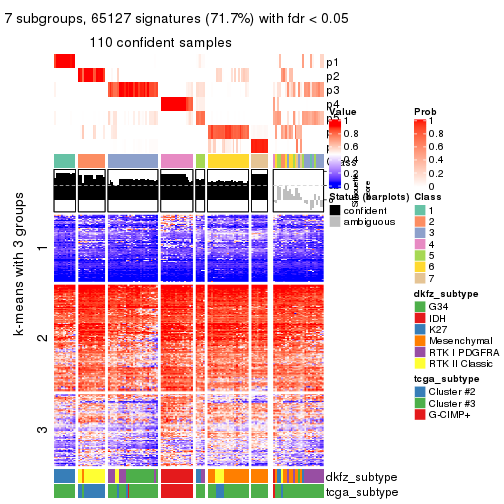 7 subgroups, 65127 signatures (71.7%) with fdr < 0.05
110 confident samples
p1
p2
p3
p4
k-means with 3 groups
1
2
3
Value
1
0.8
0.6
0.4
0.2
0
Prob
1
0.8
0.6
0.4
0.2
0
Status (barplots)
confident
ambiguous
Class
1
2
3
4
5
6
7
dkfz_subtype
G34
IDH
K27
Mesenchymal
RTK I PDGFRA
RTK II Classic
tcga_subtype
Cluster #2
Cluster #3
G-CIMP+
dkfz_subtype
tcga_subtype